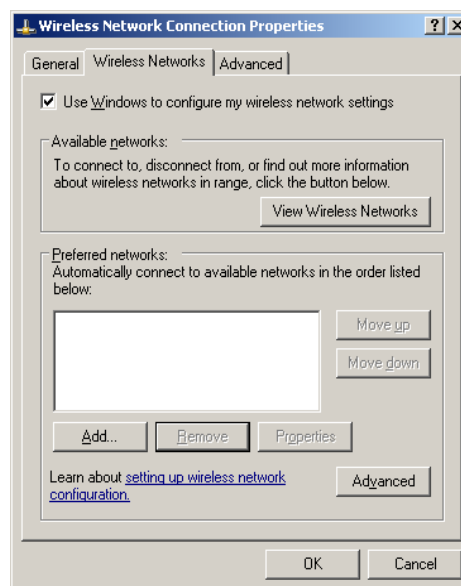 Wireless Network Connection Properties
General Wireless Networks Advanced
Use Windows to configure my wireless network settings
Available networks:
To connect to, disconnect from, or find out more information
about wireless networks in range, click the button below.
View Wireless Networks
Preferred networks:
Automatically connect to available networks in the order listed
below:
Move up
Move down
Add... Remove Properties
Learn about setting up wireless network
configuration.
Advanced
OK Cancel